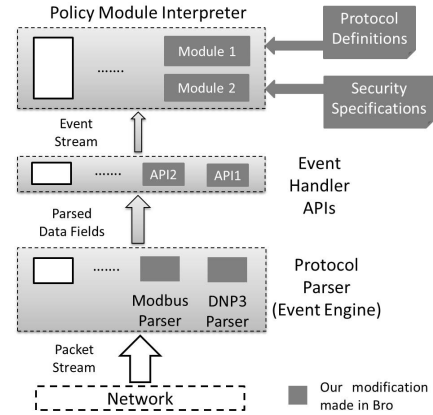 Policy Module Interpreter
Protocol
Definitions
Module 1
.......
Module 2
Security
Specifications
Event
Stream
.......
API2
API1
Event
Handler
APIs
Parsed
Data Fields
.......
Modbus
Parser
DNP3
Parser
Protocol
Parser
(Event Engine)
Packet
Stream
Network
Our modification
made in Bro